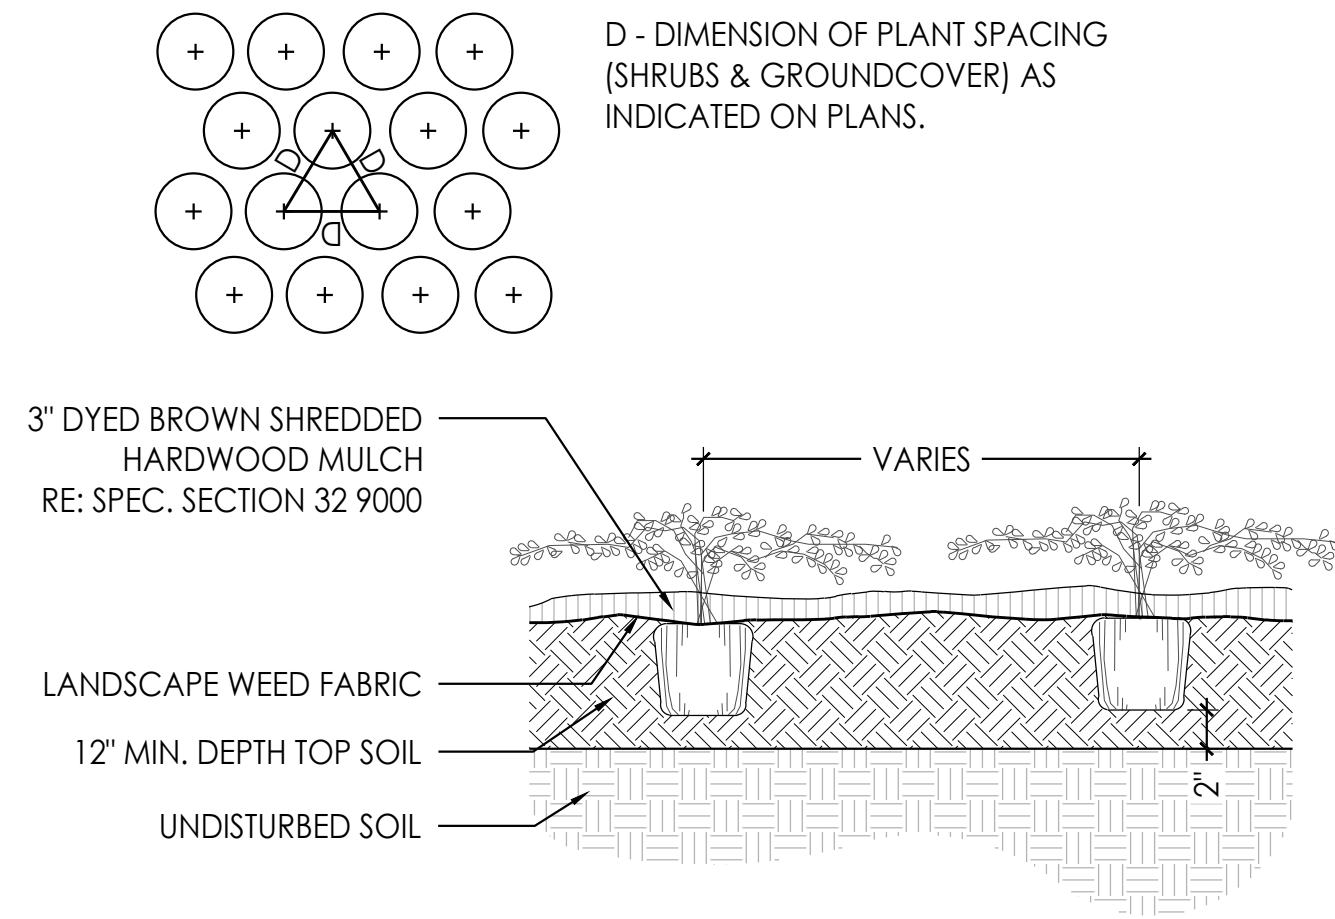 D - DIMENSION OF PLANT SPACING
(SHRUBS & GROUNDCOVER) AS
INDICATED ON PLANS.
D
D
D
3" DYED BROWN SHREDDED
HARDWOOD MULCH
RE: SPEC. SECTION 32 9000
VARIES
LANDSCAPE WEED FABRIC
12" MIN. DEPTH TOP SOIL
2"
UNDISTURBED SOIL